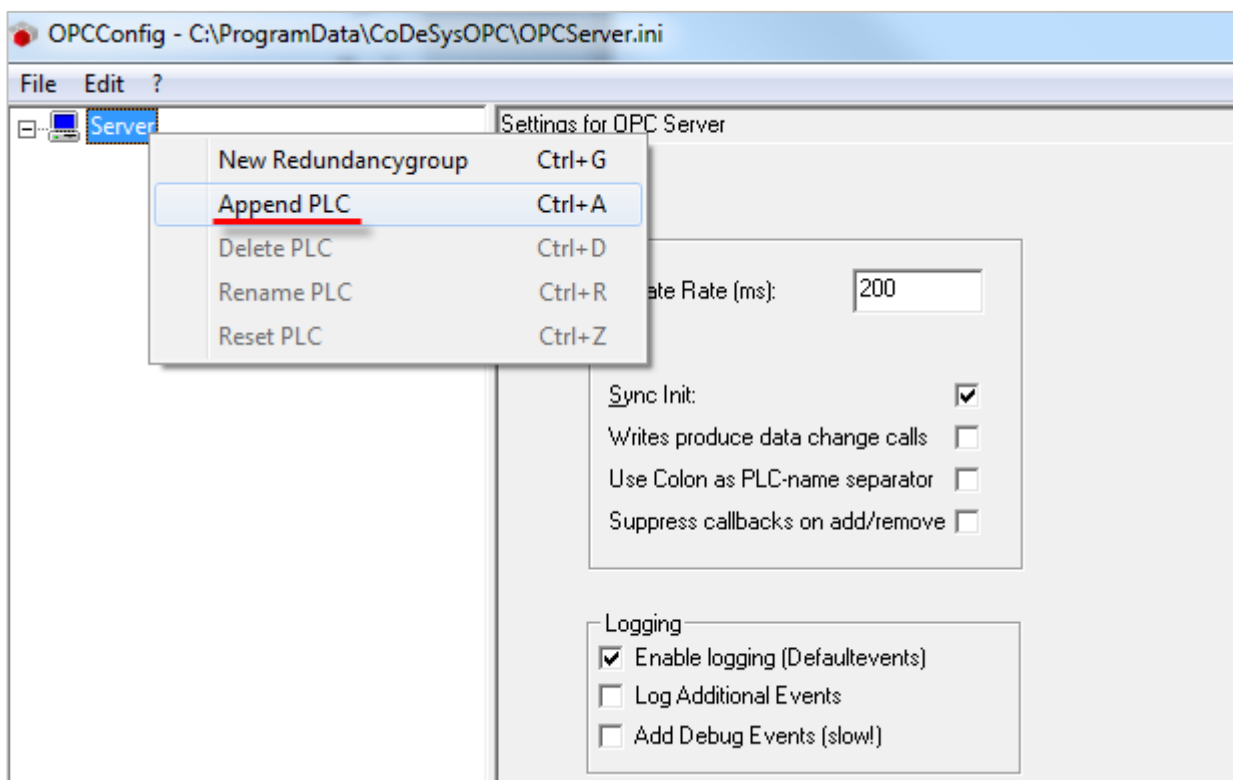 OPCConfig - C:\ProgramData\CoDeSysOPC\OPCServer.ini
File Edit ?
Server
Settings for OPC Server
New Redundancygroup Ctrl+G
Append PLC Ctrl+A
Delete PLC Ctrl+D
Rename PLC Ctrl+R
Reset PLC Ctrl+Z
Rate (ms): 200
Sync Init:
Writes produce data change calls
Use Colon as PLC-name separator
Suppress callbacks on add/remove
Logging
Enable logging (Defaultevents)
Log Additional Events
Add Debug Events (slow!)